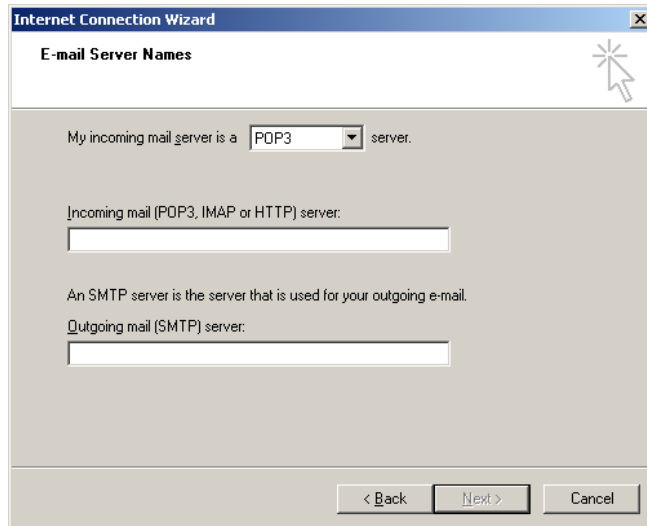 Internet Connection Wizard
E-mail Server Names
My incoming mail server is a POP3 server.
Incoming mail (POP3, IMAP or HTTP) server:
An SMTP server is the server that is used for your outgoing e-mail.
Outgoing mail (SMTP) server:
< Back Next > Cancel